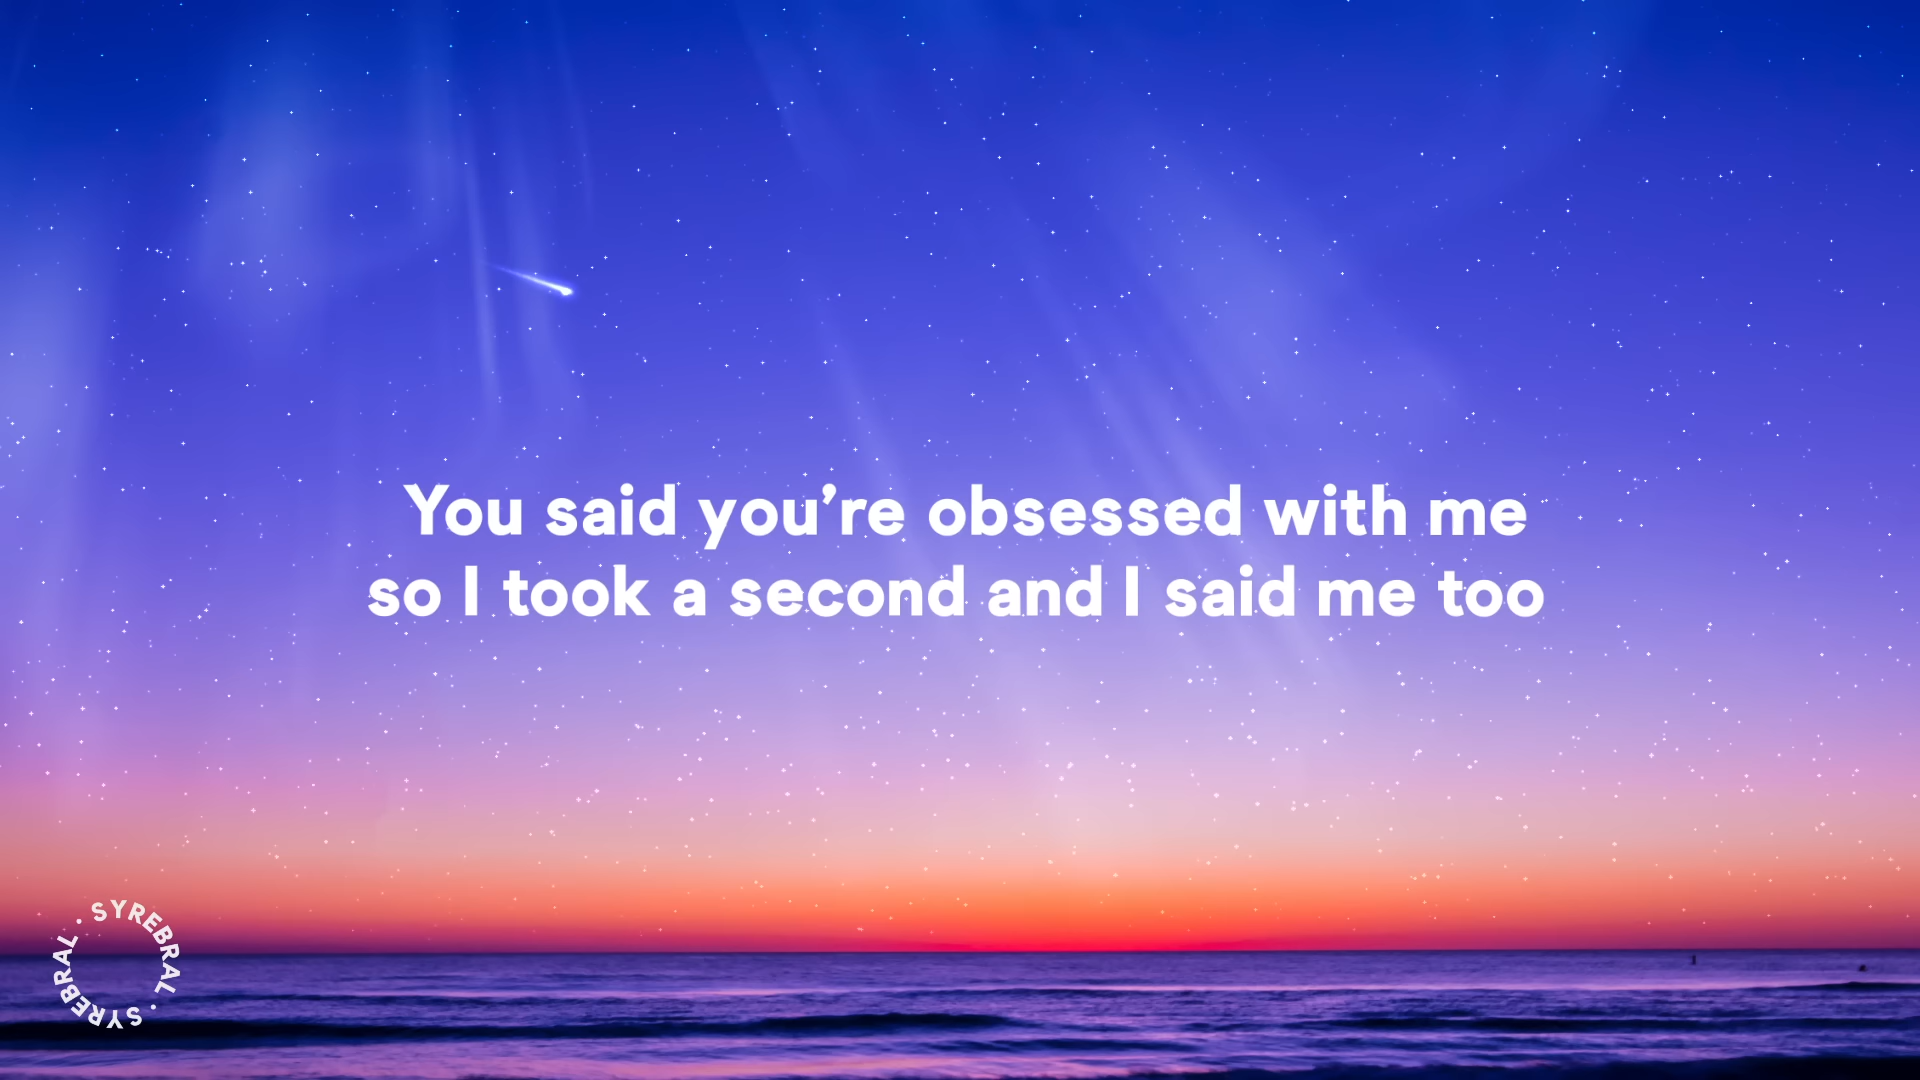 You said you’re obsessed with me
so I took a second and I said me too
SYREBRAL · SYREBRAL ·